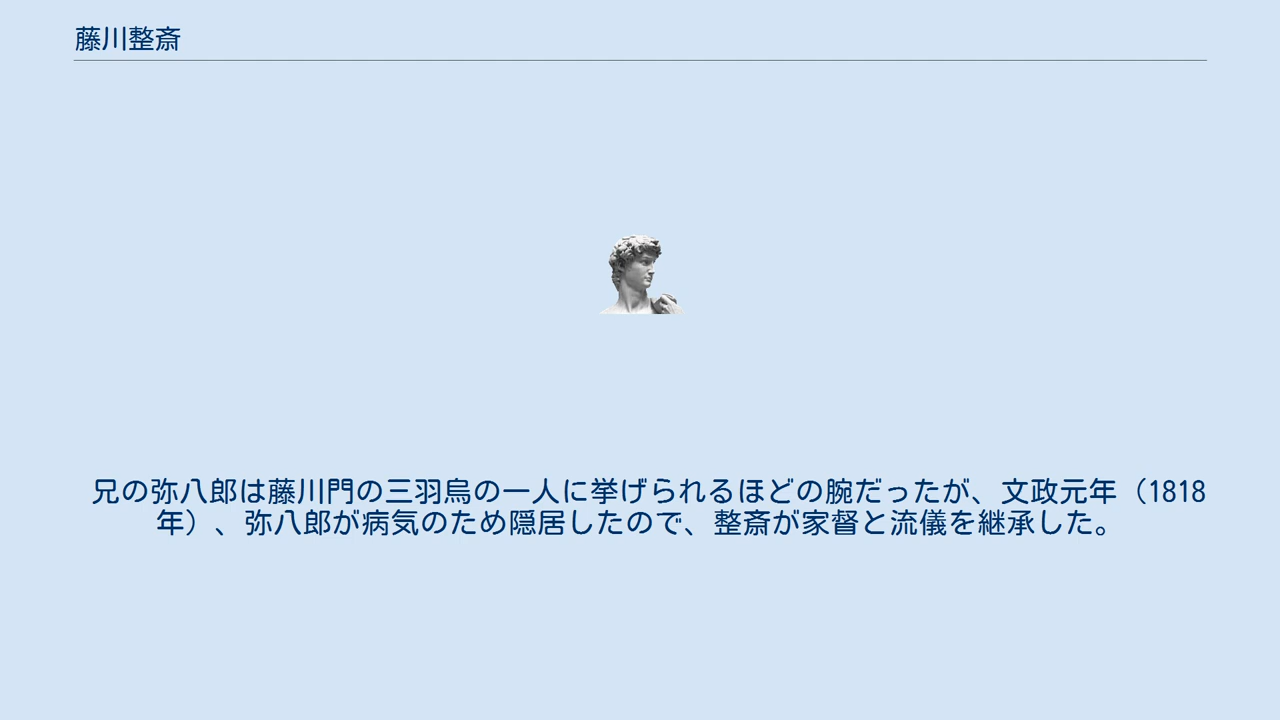 藤川整斎
兄の弥八郎は藤川門の三羽烏の一人に挙げられるほどの腕だったが、文政元年（1818
年）、弥八郎が病気のため隠居したので、整斎が家督と流儀を継承した。